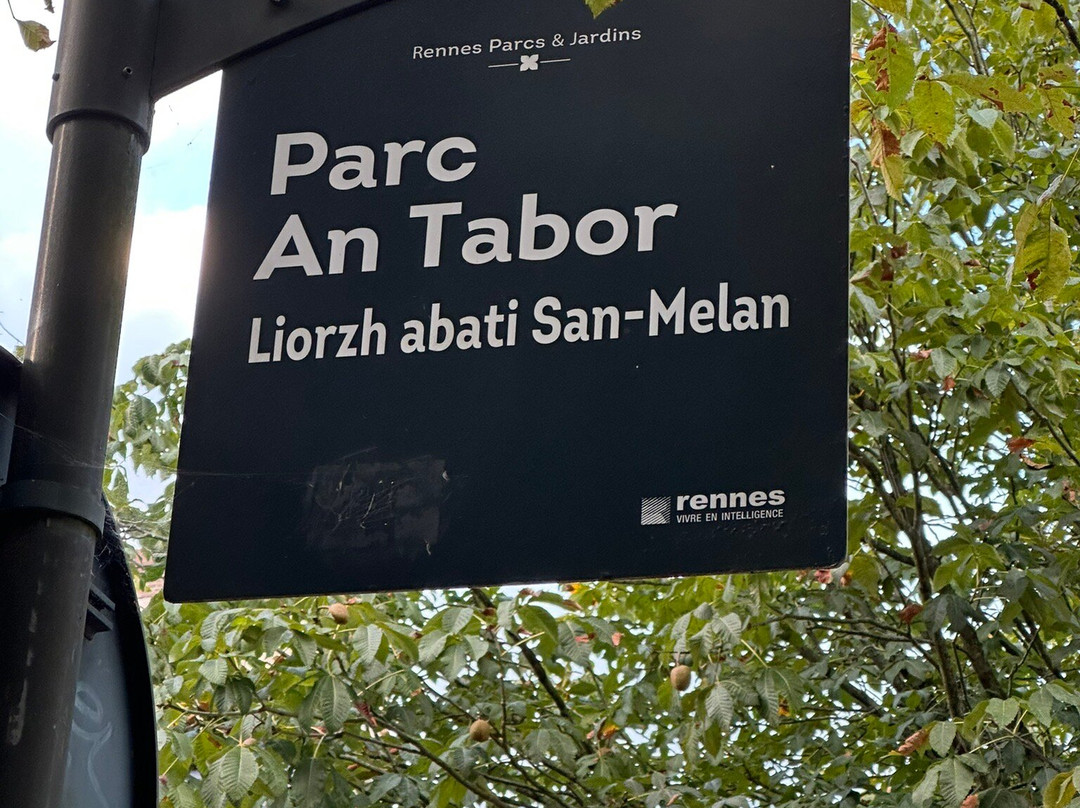 Rennes Parcs & Jardins
Parc
An Tabor
Liorzh abati San-Melan
rennes
VIVRE EN INTELLIGENCE